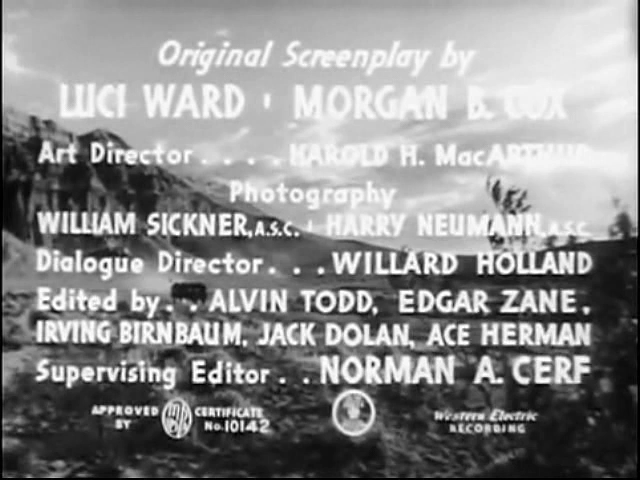 Original Screenplay by
LUCI WARD • MORGAN B. COX
Art Director . . . . HAROLD H. MacARTHUR
Photography
WILLIAM SICKNER, A.S.C. • HARRY NEUMANN, A.S.C.
Dialogue Director . . . WILLARD HOLLAND
Edited by . . ALVIN TODD, EDGAR ZANE,
IRVING BIRNBAUM, JACK DOLAN, ACE HERMAN
Supervising Editor . . NORMAN A. CERF
APPROVED BY CERTIFICATE No. 10142
Western Electric
RECORDING